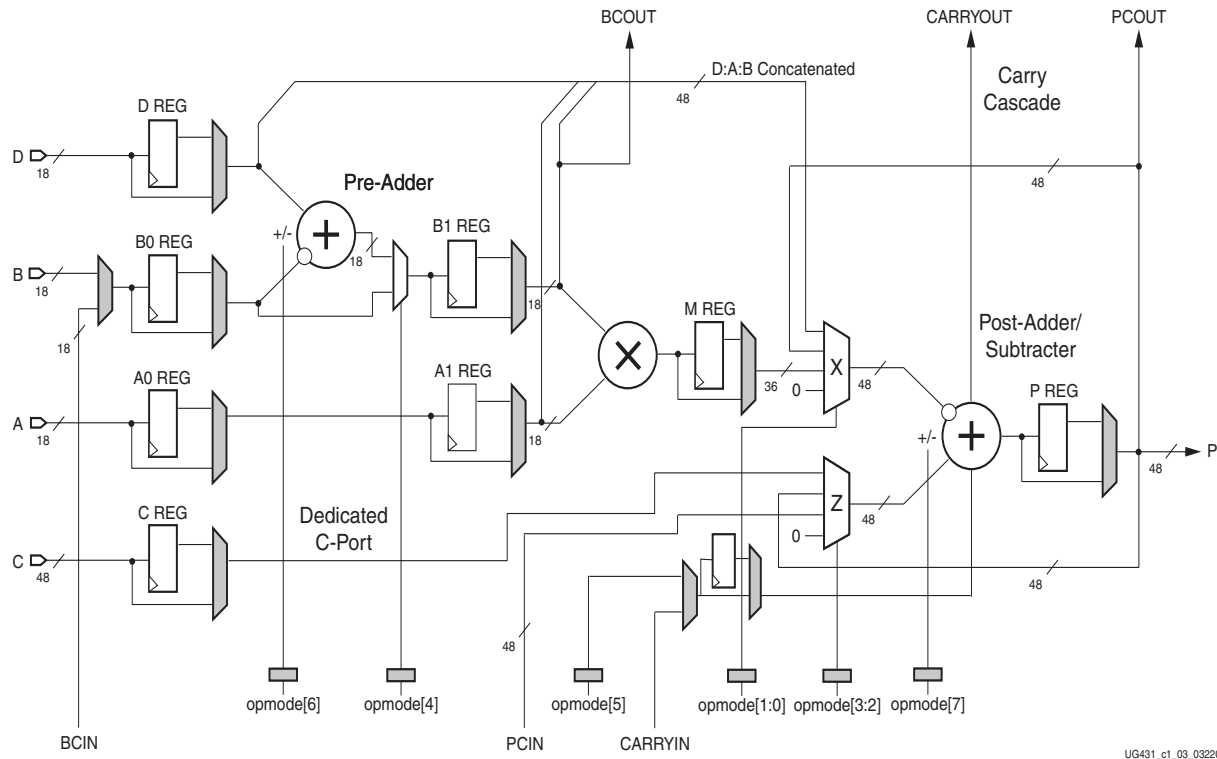 BCOUT
CARRYOUT
PCOUT
D:A:B Concatenated
48
Carry
Cascade
D REG
D
18
48
Pre-Adder
+/-
18
B1 REG
B0 REG
B
18
18
18
M REG
Post-Adder/
Subtracter
A0 REG
A1 REG
A
18
18
36
X
0
48
+/-
P REG
P
48
C REG
Dedicated
C-Port
C
48
Z
0
48
48
48
opmode[6]
opmode[4]
opmode[5]
opmode[1:0]
opmode[3:2]
opmode[7]
BCIN
PCIN
CARRYIN
UG431_c1_03_03226